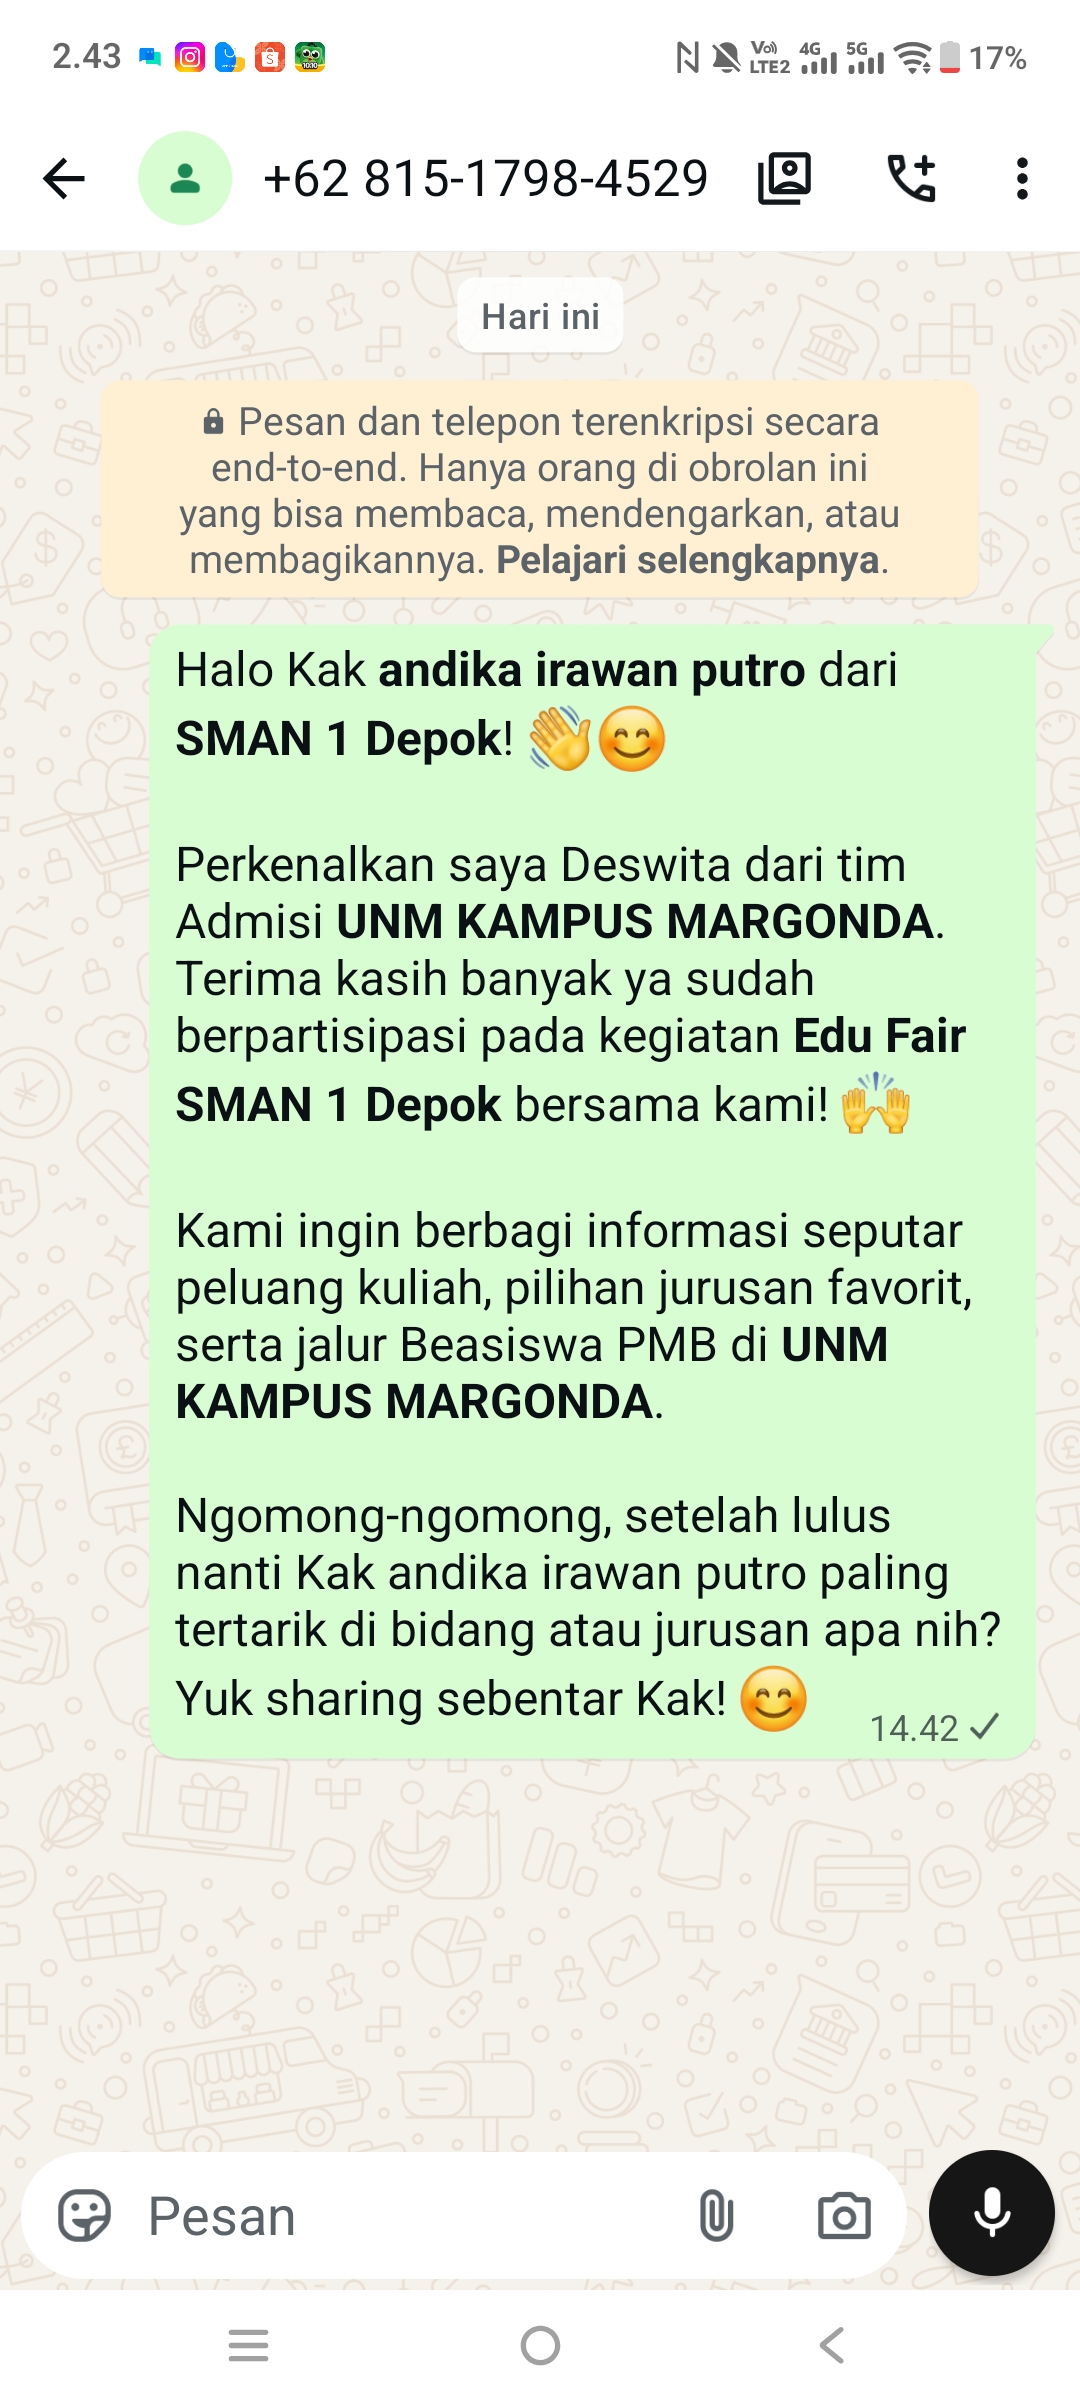 2.43
VoD LTE2 4G 5G 17%
+62 815-1798-4529
Hari ini
Pesan dan telepon terenkripsi secara
end-to-end. Hanya orang di obrolan ini
yang bisa membaca, mendengarkan, atau
membagikannya. Pelajari selengkapnya.
Halo Kak andika irawan putro dari
SMAN 1 Depok! 👋😊
Perkenalkan saya Deswita dari tim
Admisi UNM KAMPUS MARGONDA.
Terima kasih banyak ya sudah
berpartisipasi pada kegiatan Edu Fair
SMAN 1 Depok bersama kami! 🙌
Kami ingin berbagi informasi seputar
peluang kuliah, pilihan jurusan favorit,
serta jalur Beasiswa PMB di UNM
KAMPUS MARGONDA.
Ngomong-ngomong, setelah lulus
nanti Kak andika irawan putro paling
tertarik di bidang atau jurusan apa nih?
Yuk sharing sebentar Kak! 😊
14.42
Pesan